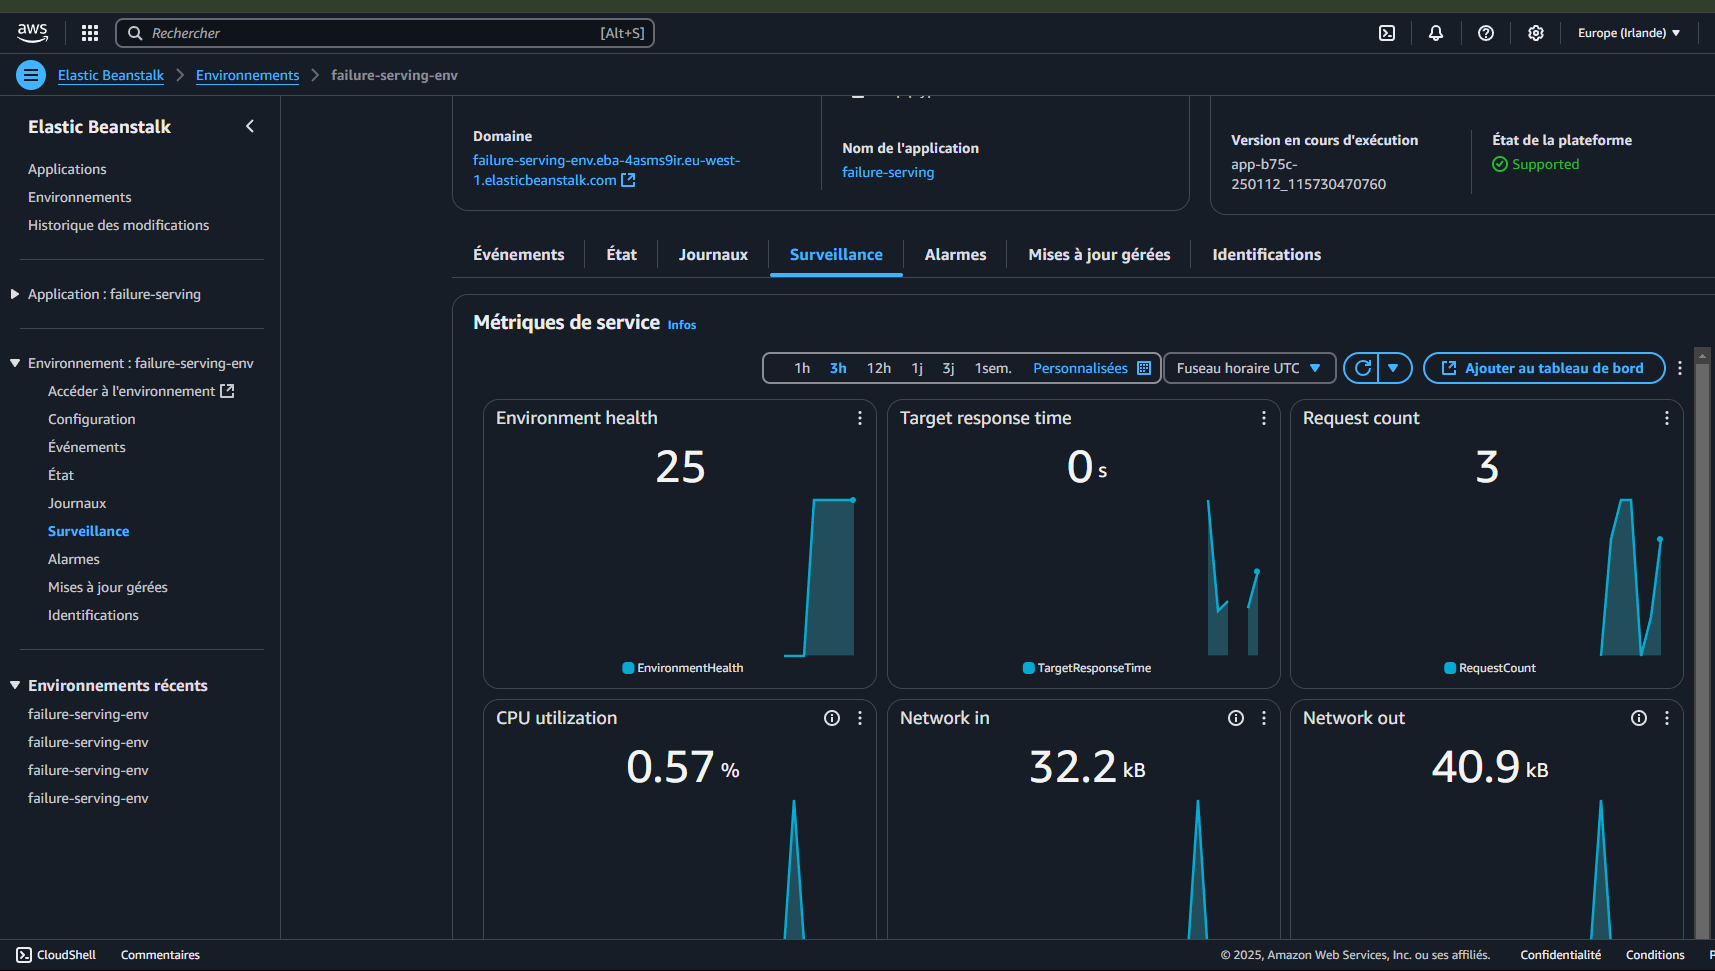 aws
Rechercher
[Alt+S]
Europe (Irlande)
Elastic Beanstalk
Environnements
failure-serving-env
Elastic Beanstalk
Applications
Environnements
Historique des modifications
Application : failure-serving
Environnement : failure-serving-env
Accéder à l'environnement
Configuration
Événements
État
Journaux
Surveillance
Alarmes
Mises à jour gérées
Identifications
Environnements récents
failure-serving-env
failure-serving-env
failure-serving-env
failure-serving-env
Domaine
failure-serving-env.eba-4asms9ir.eu-west-
1.elasticbeanstalk.com
Nom de l'application
failure-serving
Version en cours d'exécution
app-b75c-
250112_115730470760
État de la plateforme
Supported
Événements
État
Journaux
Surveillance
Alarmes
Mises à jour gérées
Identifications
Métriques de service Infos
1h 3h 12h 1j 3j 1sem. Personnalisées
Fuseau horaire UTC
Ajouter au tableau de bord
Environment health
25
EnvironmentHealth
Target response time
0 s
TargetResponseTime
Request count
3
RequestCount
CPU utilization
0.57 %
Network in
32.2 kB
Network out
40.9 kB
CloudShell
Commentaires
© 2025, Amazon Web Services, Inc. ou ses affiliés.
Confidentialité
Conditions